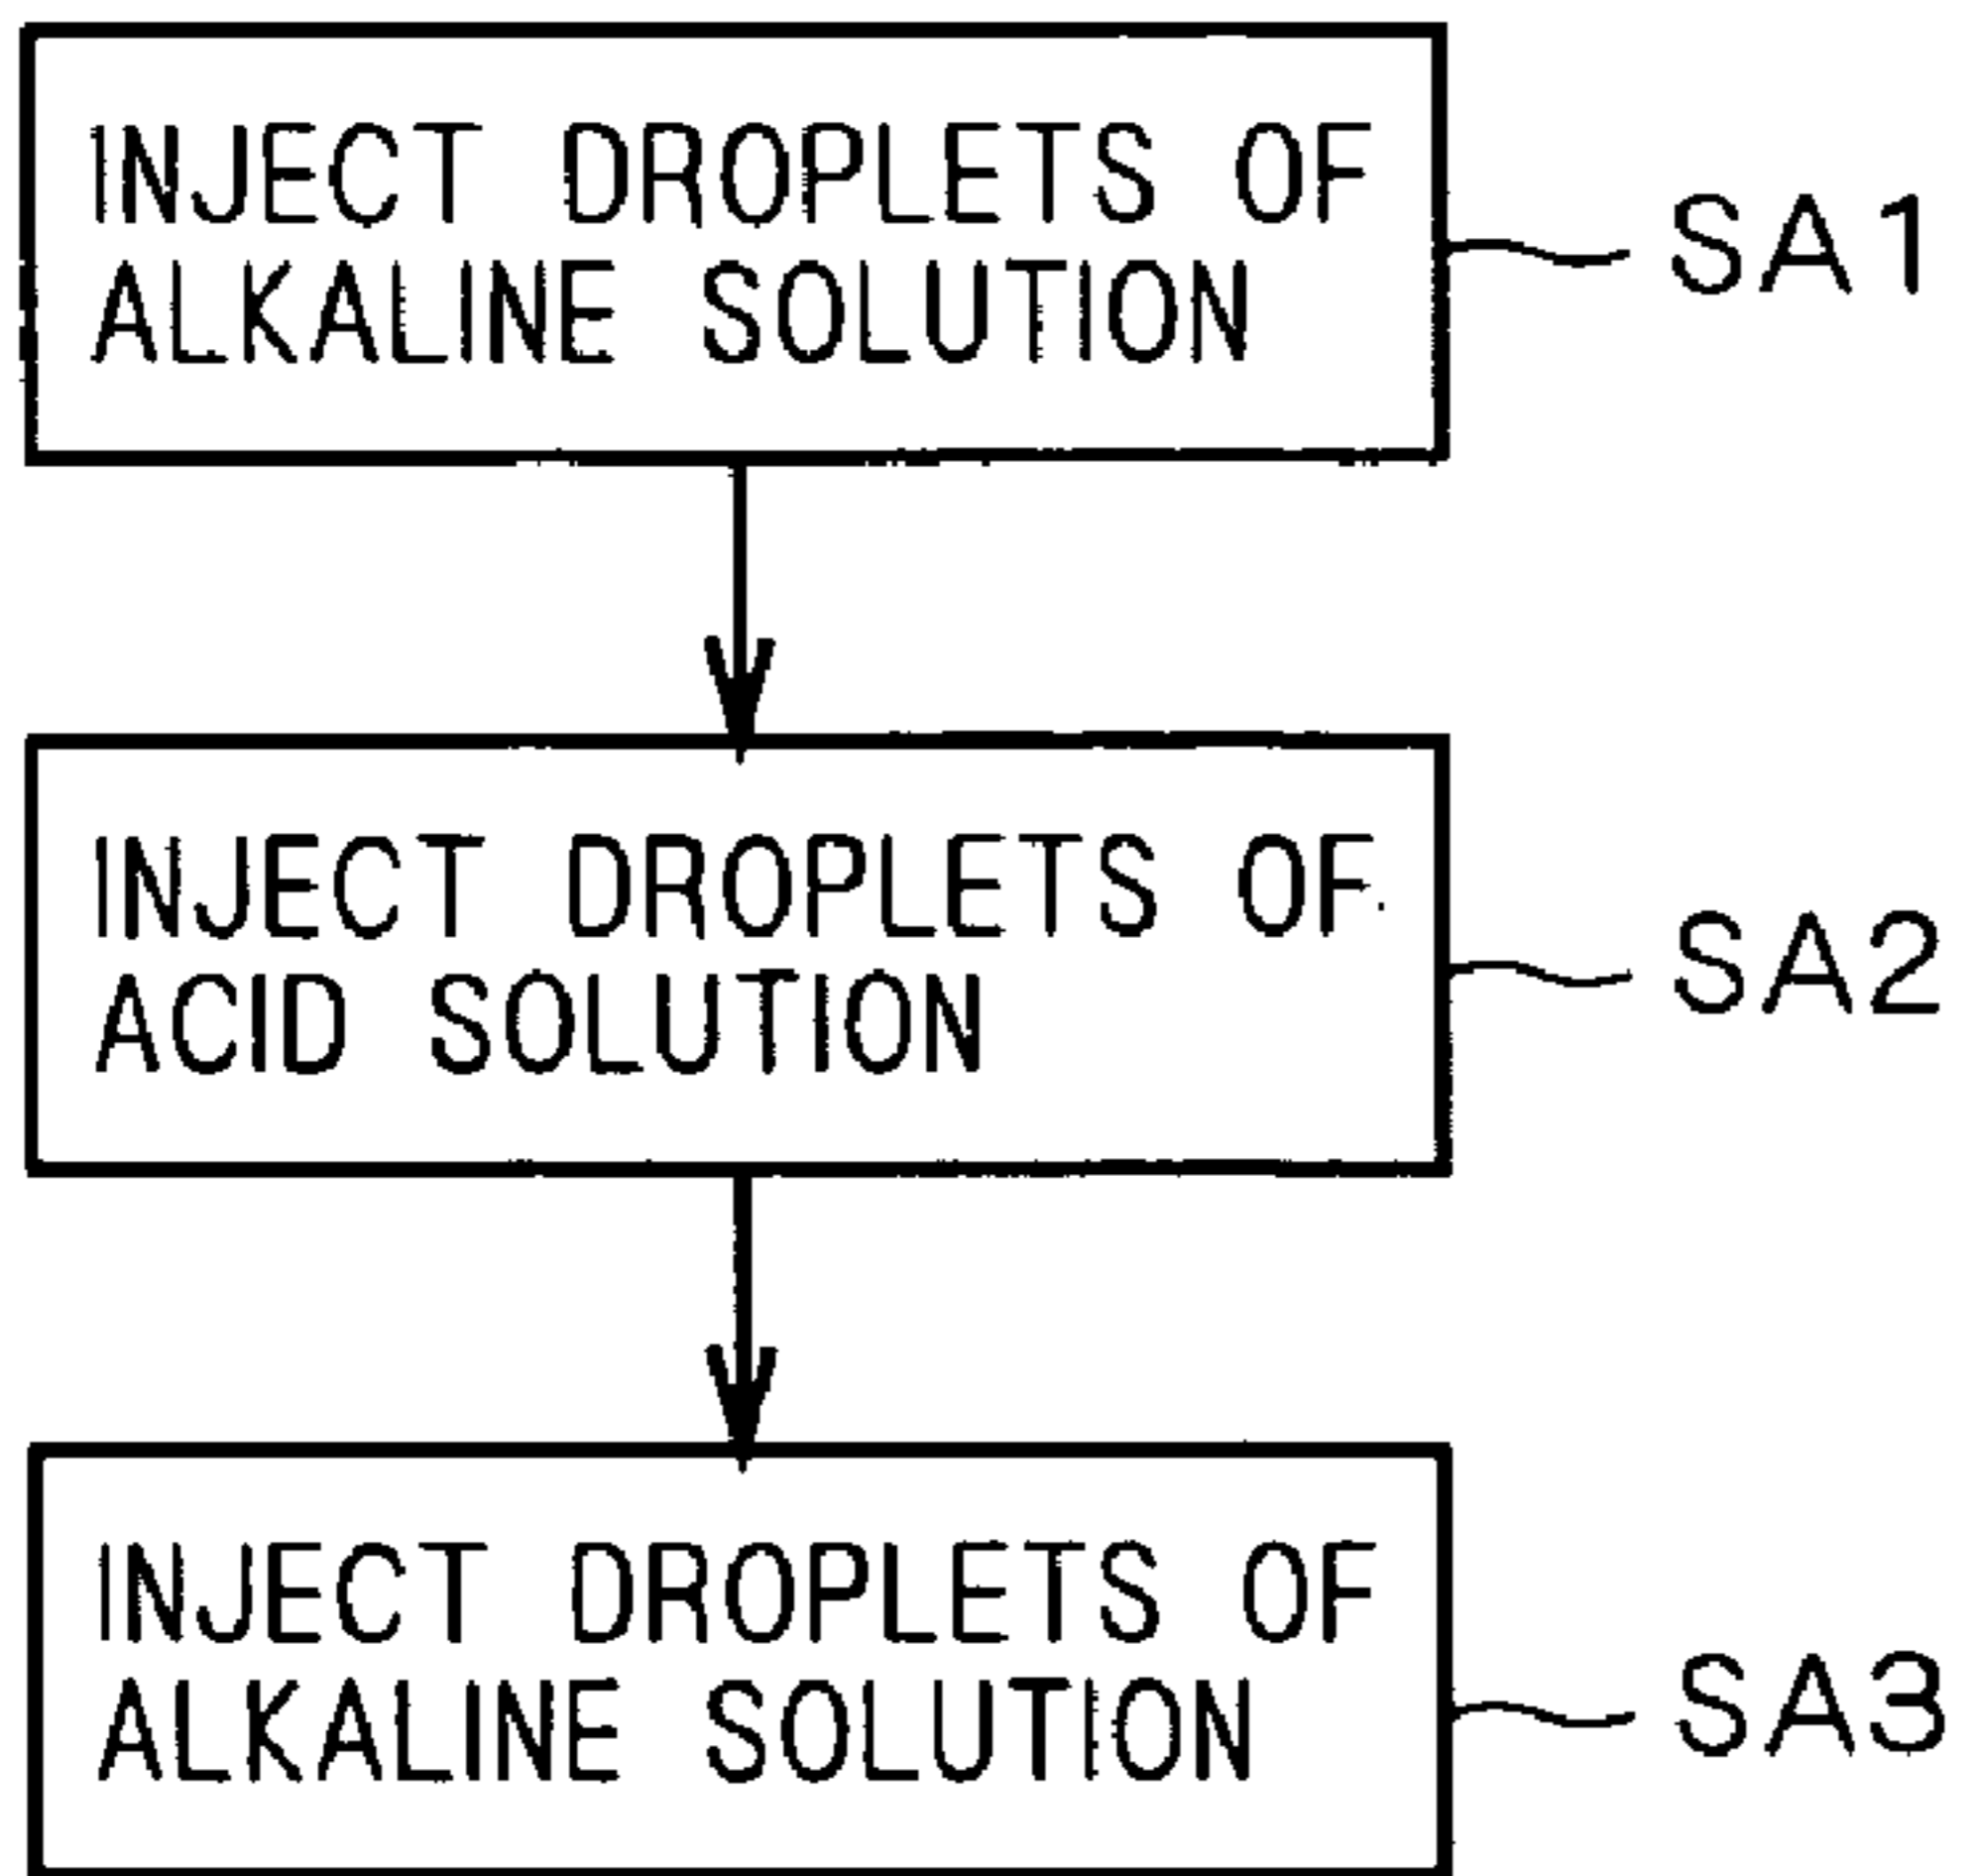 INJECT DROPLETS OF
ALKALINE SOLUTION
SA1
INJECT DROPLETS OF
ACID SOLUTION
SA2
INJECT DROPLETS OF
ALKALINE SOLUTION
SA3